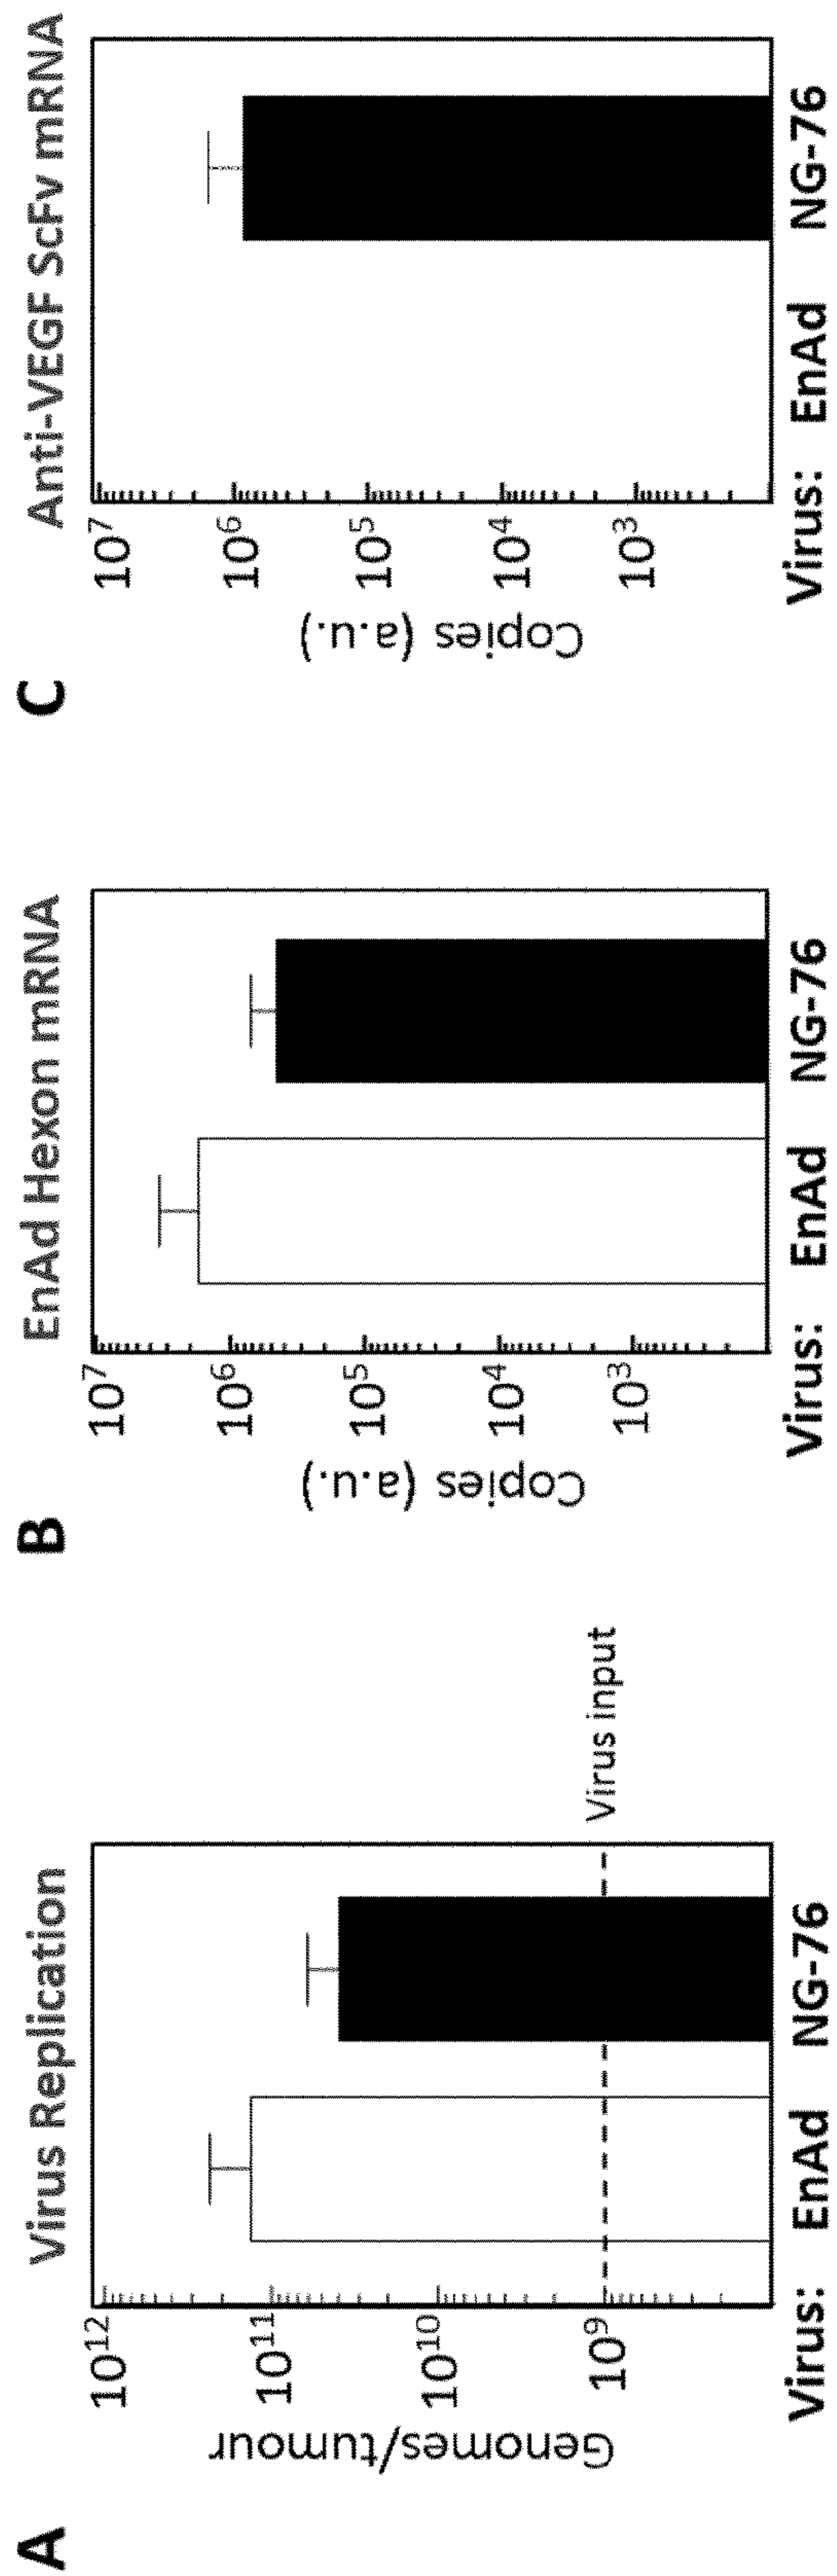 A
Virus Replication
Genomes/tumour
10¹²
10¹¹
10¹⁰
10⁹
Virus input
Virus: EnAd NG-76
B
EnAd Hexon mRNA
Copies (a.u.)
10⁷
10⁶
10⁵
10⁴
10³
Virus: EnAd NG-76
C
Anti-VEGF ScFv mRNA
Copies (a.u.)
10⁷
10⁶
10⁵
10⁴
10³
Virus: EnAd NG-76